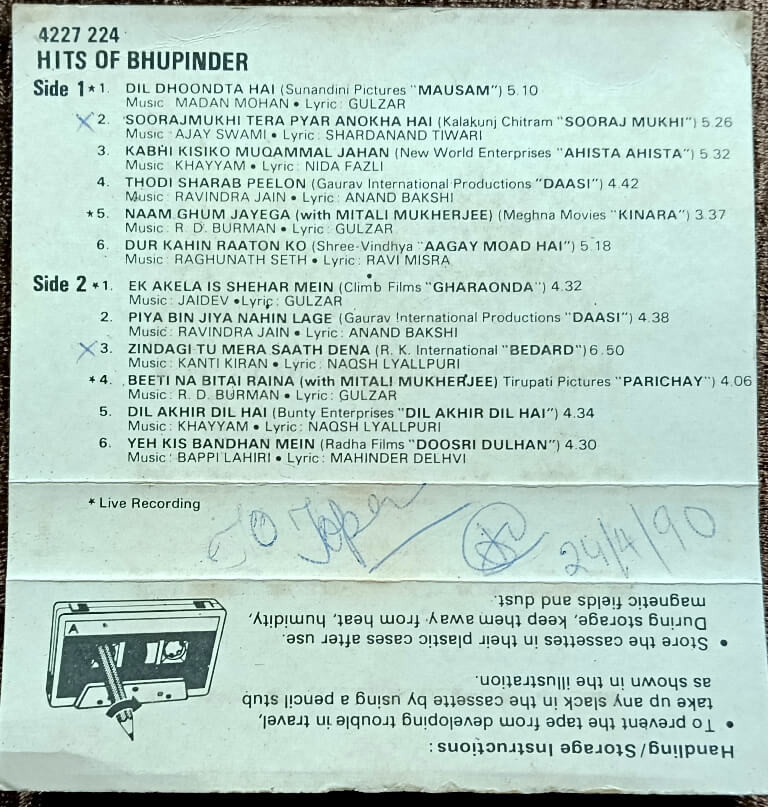 4227 224
HITS OF BHUPINDER
Side 1 *1. DIL DHOONDTA HAI (Sunandini Pictures "MAUSAM") 5.10
Music: MADAN MOHAN • Lyric: GULZAR
2. SOORAJMUKHI TERA PYAR ANOKHA HAI (Kalakunj Chitram "SOORAJ MUKHI") 5.26
Music: AJAY SWAMI • Lyric: SHARDANAND TIWARI
3. KABHI KISIKO MUQAMMAL JAHAN (New World Enterprises "AHISTA AHISTA") 5.32
Music: KHAYYAM • Lyric: NIDA FAZLI
4. THODI SHARAB PEELON (Gaurav International Productions "DAASI") 4.42
Music: RAVINDRA JAIN • Lyric: ANAND BAKSHI
*5. NAAM GHUM JAYEGA (with MITALI MUKHERJEE) (Meghna Movies "KINARA") 3.37
Music: R. D. BURMAN • Lyric: GULZAR
6. DUR KAHIN RAATON KO (Shree-Vindhya "AAGAY MOAD HAI") 5.18
Music: RAGHUNATH SETH • Lyric: RAVI MISRA
Side 2 *1. EK AKELA IS SHEHAR MEIN (Climb Films "GHARAONDA") 4.32
Music: JAIDEV • Lyric: GULZAR
2. PIYA BIN JIYA NAHIN LAGE (Gaurav International Productions "DAASI") 4.38
Music: RAVINDRA JAIN • Lyric: ANAND BAKSHI
3. ZINDAGI TU MERA SAATH DENA (R. K. International "BEDARD") 6.50
Music: KANTI KIRAN • Lyric: NAQSH LYALLPURI
*4. BEETI NA BITAI RAINA (with MITALI MUKHERJEE) Tirupati Pictures "PARICHAY") 4.06
Music: R. D. BURMAN • Lyric: GULZAR
5. DIL AKHIR DIL HAI (Bunty Enterprises "DIL AKHIR DIL HAI") 4.34
Music: KHAYYAM • Lyric: NAQSH LYALLPURI
6. YEH KIS BANDHAN MEIN (Radha Films "DOOSRI DULHAN") 4.30
Music: BAPPI LAHIRI • Lyric: MAHINDER DELHVI
* Live Recording
To 24/4/90
Handling/Storage Instructions:
• To prevent the tape from developing trouble in travel,
take up any slack in the cassette by using a pencil stub
as shown in the illustration.
• Store the cassettes in their plastic cases after use.
During storage, keep them away from heat, humidity,
magnetic fields and dust.
A